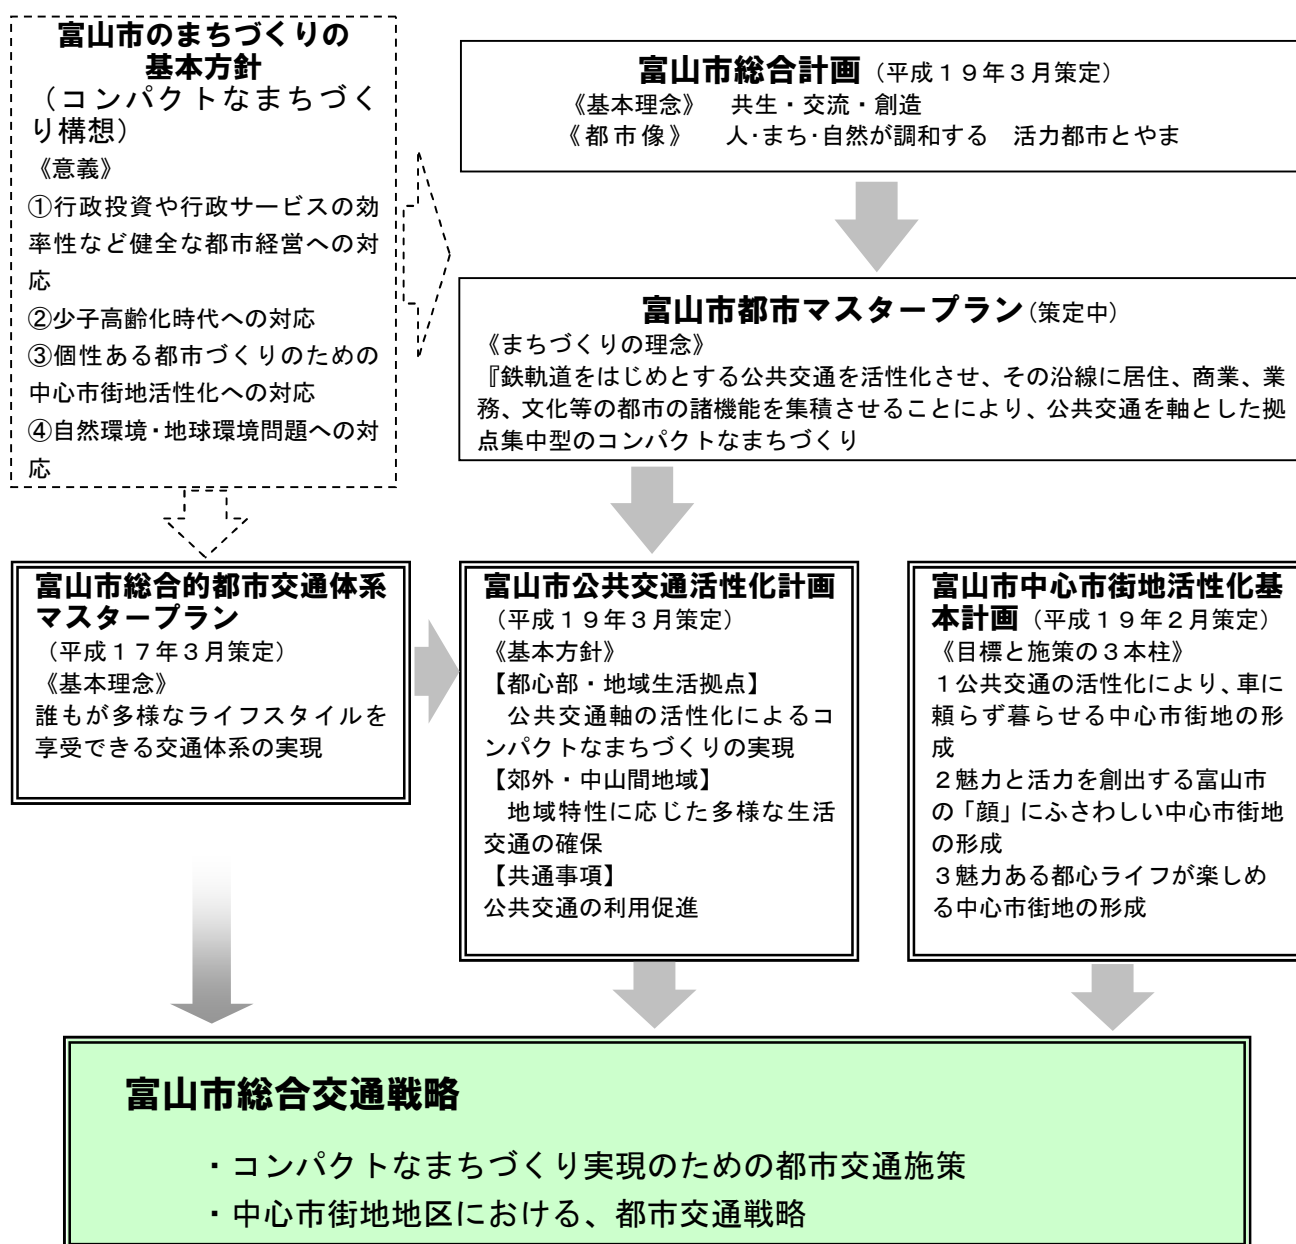 富山市のまちづくりの
基本方針
（コンパクトなまちづく
り構想）
《意義》
①行政投資や行政サービスの効
率性など健全な都市経営への対
応
②少子高齢化時代への対応
③個性ある都市づくりのための
中心市街地活性化への対応
④自然環境・地球環境問題への対
応
富山市総合計画（平成１９年３月策定）
《基本理念》　共生・交流・創造
《都市像》　人・まち・自然が調和する　活力都市とやま
富山市都市マスタープラン（策定中）
《まちづくりの理念》
『鉄軌道をはじめとする公共交通を活性化させ、その沿線に居住、商業、業
務、文化等の都市の諸機能を集積させることにより、公共交通を軸とした拠
点集中型のコンパクトなまちづくり
富山市総合的都市交通体系
マスタープラン
（平成１７年３月策定）
《基本理念》
誰もが多様なライフスタイルを
享受できる交通体系の実現
富山市公共交通活性化計画
（平成１９年３月策定）
《基本方針》
【都心部・地域生活拠点】
公共交通軸の活性化によるコ
ンパクトなまちづくりの実現
【郊外・中山間地域】
地域特性に応じた多様な生活
交通の確保
【共通事項】
公共交通の利用促進
富山市中心市街地活性化基
本計画（平成１９年２月策定）
《目標と施策の３本柱》
１公共交通の活性化により、車に
頼らず暮らせる中心市街地の形
成
２魅力と活力を創出する富山市
の「顔」にふさわしい中心市街地
の形成
３魅力ある都心ライフが楽しめ
る中心市街地の形成
富山市総合交通戦略
・コンパクトなまちづくり実現のための都市交通施策
・中心市街地地区における、都市交通戦略